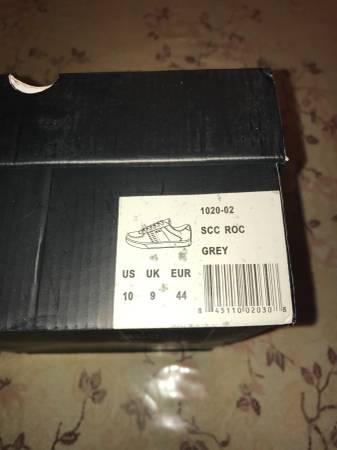 1020-02
SCC ROC
GREY
US UK EUR
10 9 44
8 45110 02030 8